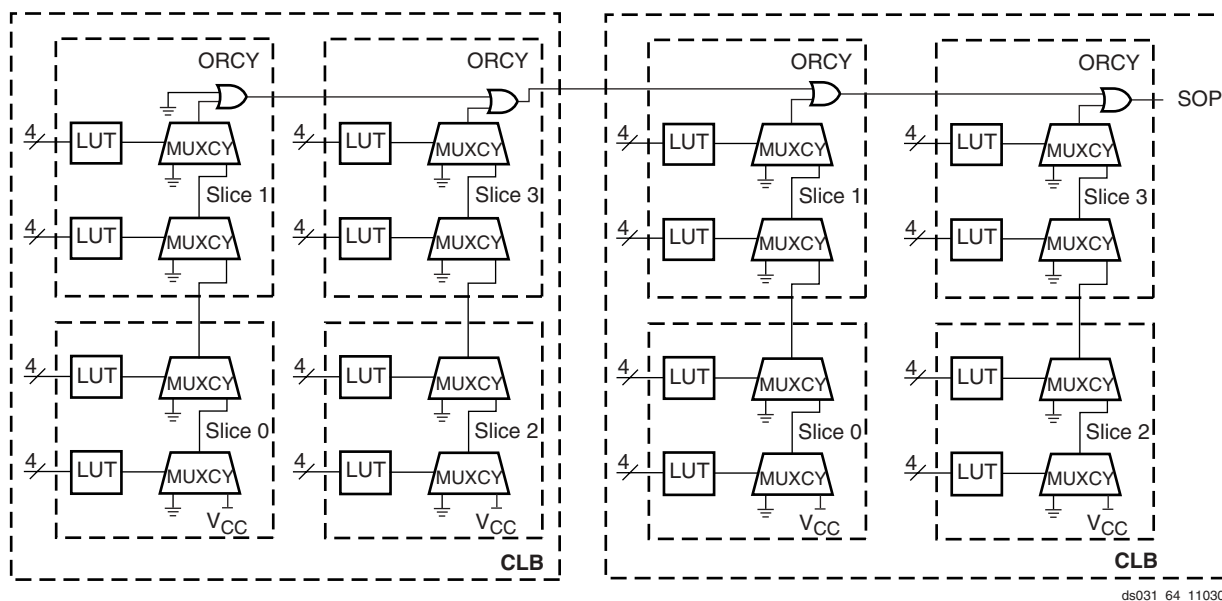 ORCY ORCY ORCY ORCY
SOP
4 LUT MUXCY 4 LUT MUXCY 4 LUT MUXCY 4 LUT MUXCY
Slice 1 Slice 3 Slice 1 Slice 3
4 LUT MUXCY 4 LUT MUXCY 4 LUT MUXCY 4 LUT MUXCY
4 LUT MUXCY 4 LUT MUXCY 4 LUT MUXCY 4 LUT MUXCY
Slice 0 Slice 2 Slice 0 Slice 2
4 LUT MUXCY 4 LUT MUXCY 4 LUT MUXCY 4 LUT MUXCY
VCC VCC VCC VCC
CLB CLB
ds031_64_11030